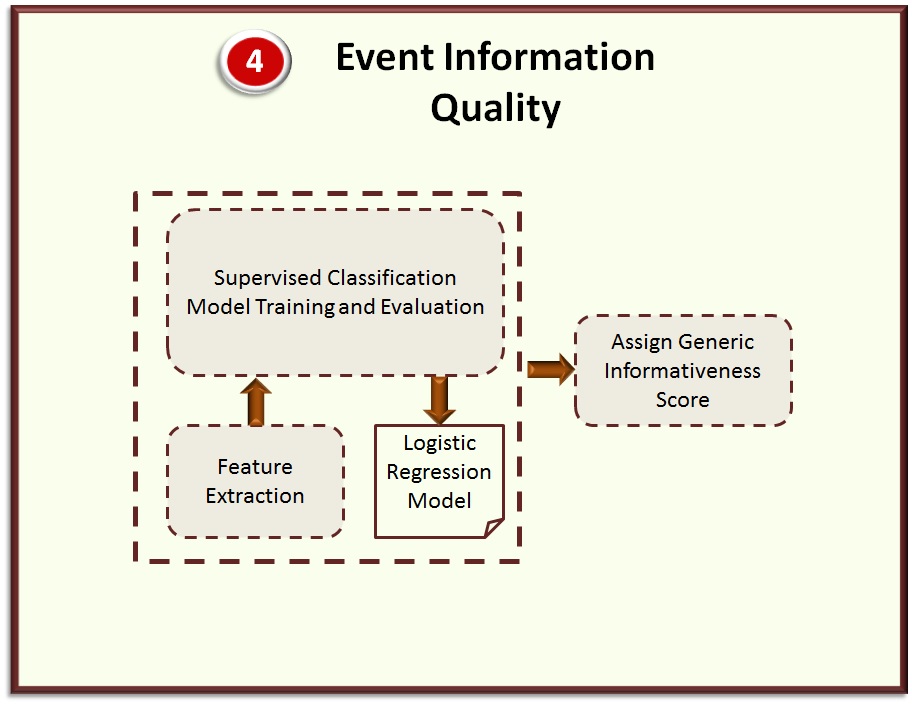 4
Event Information
Quality
Supervised Classification
Model Training and Evaluation
Assign Generic
Informativeness
Score
Feature
Extraction
Logistic
Regression
Model